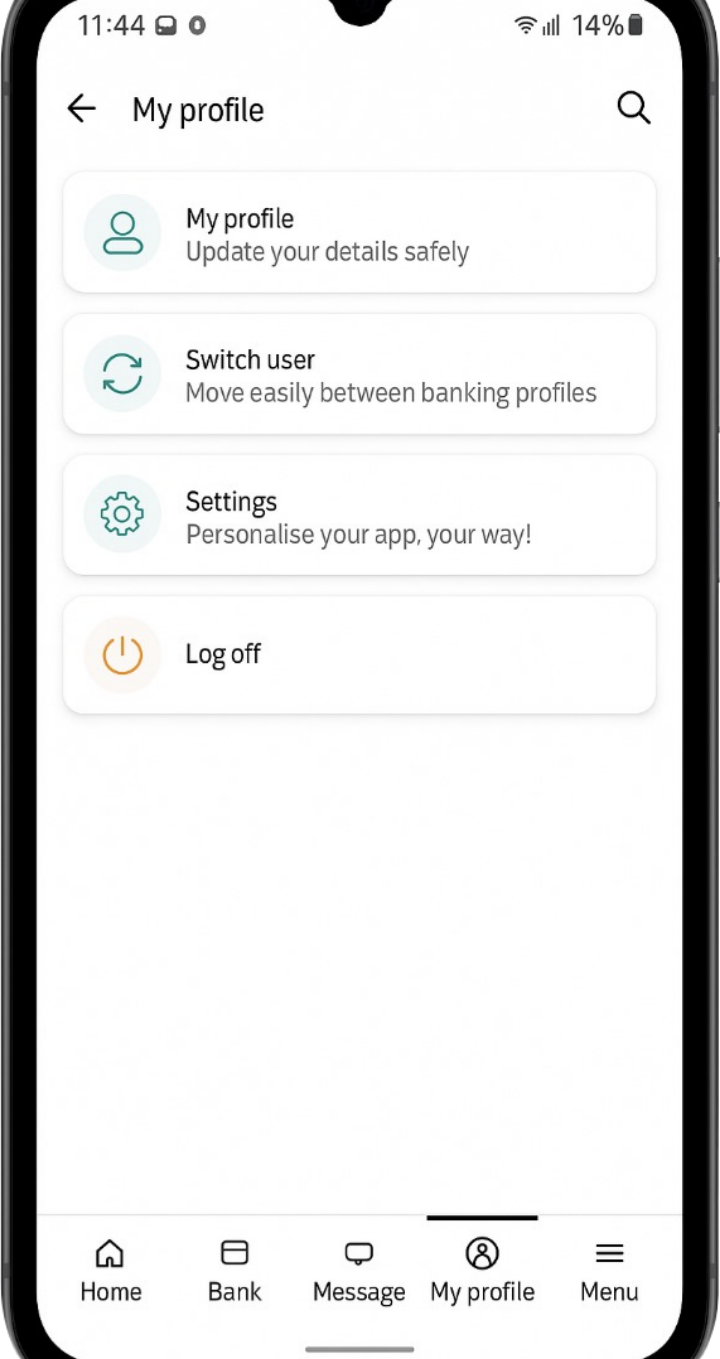 11:44
14%
My profile
My profile
Update your details safely
Switch user
Move easily between banking profiles
Settings
Personalise your app, your way!
Log off
Home
Bank
Message
My profile
Menu